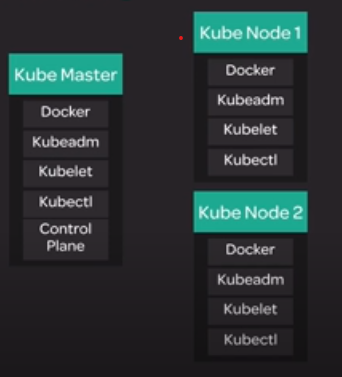 Kube Master
Docker
Kubeadm
Kubelet
Kubectl
Control
Plane
Kube Node 1
Docker
Kubeadm
Kubelet
Kubectl
Kube Node 2
Docker
Kubeadm
Kubelet
Kubectl